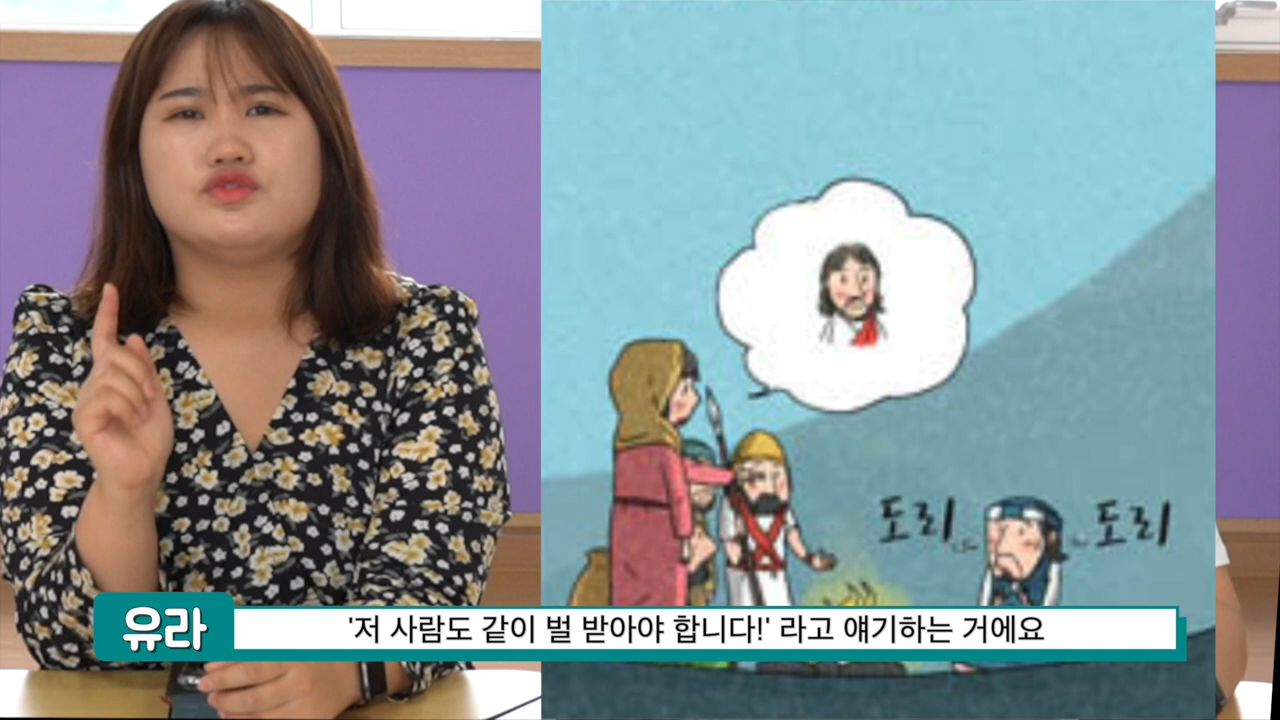 도리
도리
유라
'저 사람도 같이 벌 받아야 합니다!' 라고 얘기하는 거에요